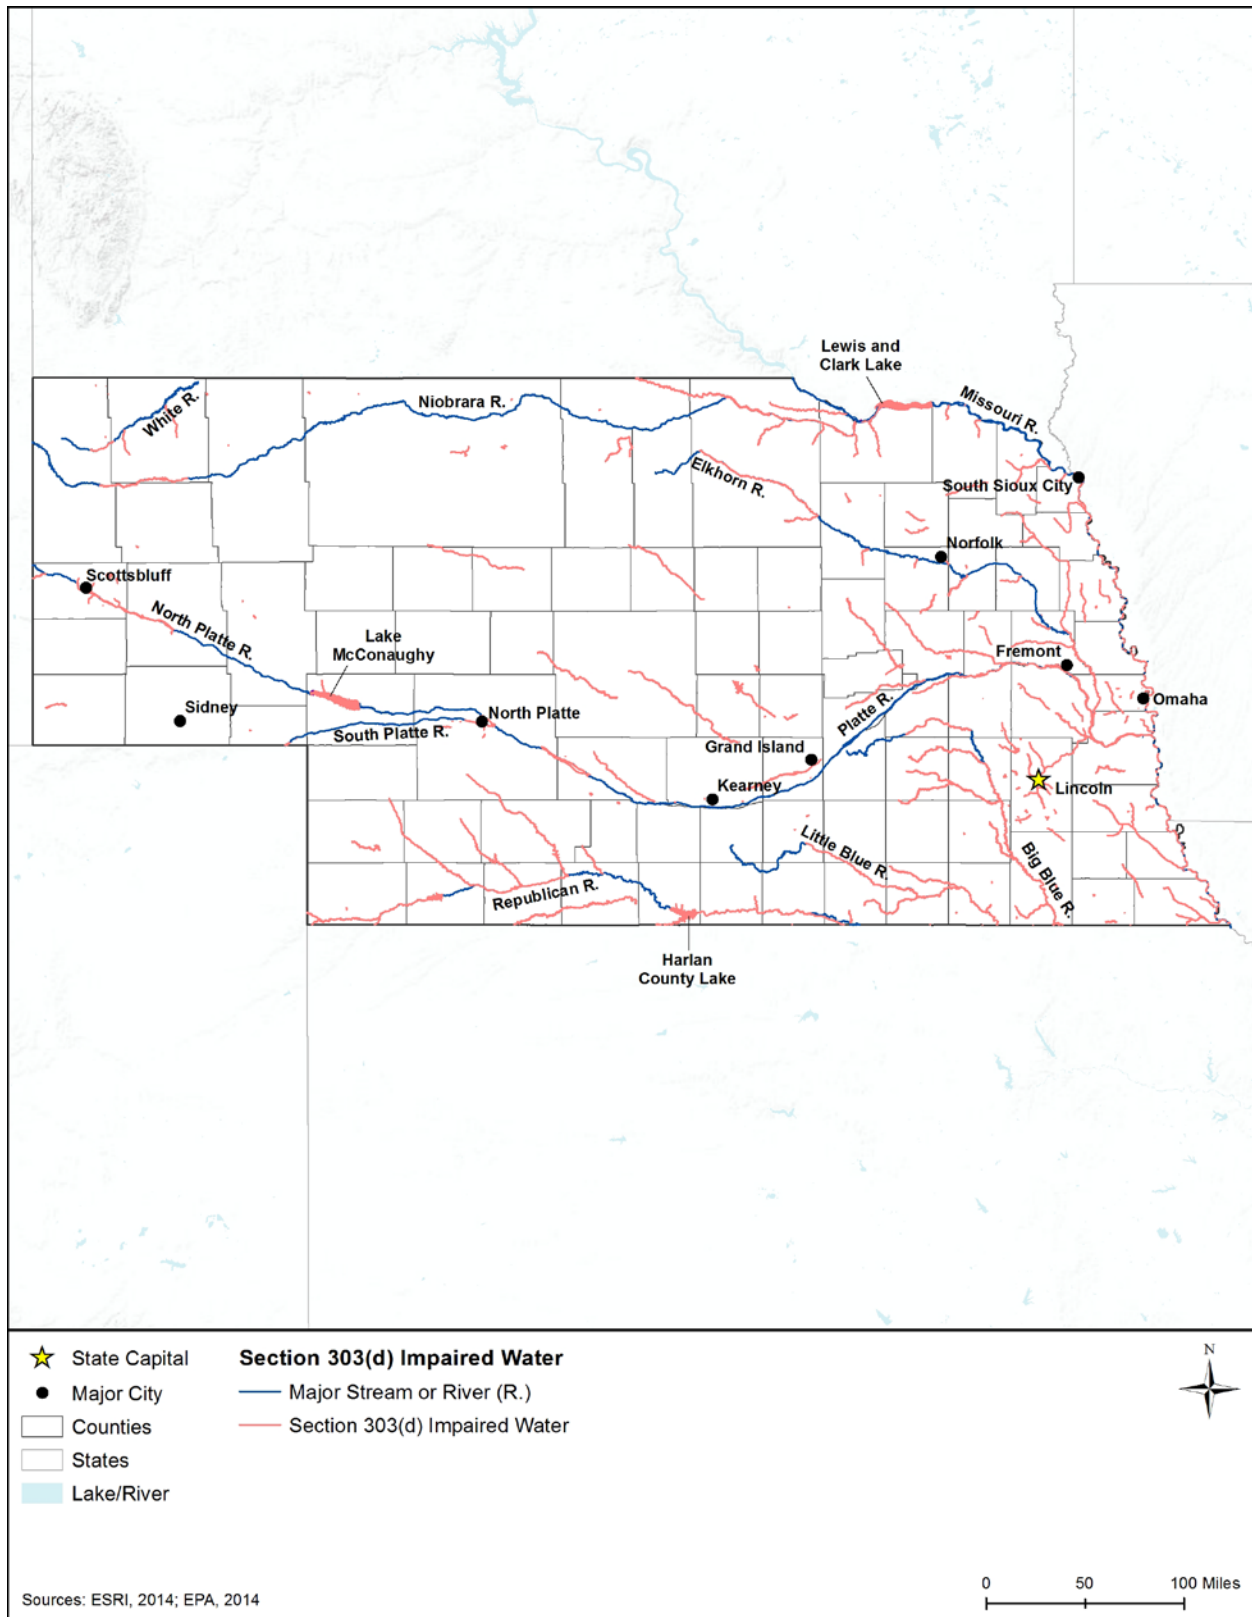 Lewis and
Clark Lake
Missouri R.
White R.
Niobrara R.
Elkhorn R.
South Sioux City
Norfolk
Scottsbluff
North Platte R.
Lake
McConaughy
Fremont
Sidney
North Platte
Platte R.
Omaha
South Platte R.
Grand Island
Kearney
Lincoln
Little Blue R.
Big Blue R.
Republican R.
Harlan
County Lake
State Capital
Major City
Counties
States
Lake/River
Section 303(d) Impaired Water
Major Stream or River (R.)
Section 303(d) Impaired Water
N
Sources: ESRI, 2014; EPA, 2014
0 50 100 Miles